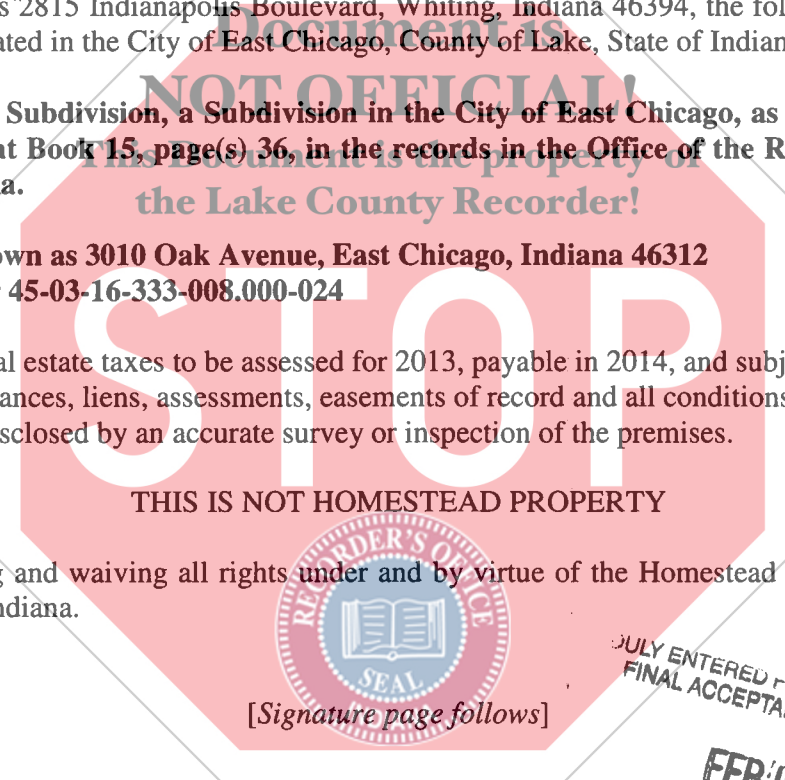 s 2815 Indianapolis Boulevard, Whiting, Indiana 46394, the fol
ated in the City of East Chicago, County of Lake, State of Indian
Document is
NOT OFFICIAL!
Subdivision, a Subdivision in the City of East Chicago, as
at Book 15, page(s) 36, in the records in the Office of the R
This Document is the property of
a.
the Lake County Recorder!
own as 3010 Oak Avenue, East Chicago, Indiana 46312
45-03-16-333-008.000-024
STOP
al estate taxes to be assessed for 2013, payable in 2014, and subj
ances, liens, assessments, easements of record and all conditions
sclosed by an accurate survey or inspection of the premises.
THIS IS NOT HOMESTEAD PROPERTY
g and waiving all rights under and by virtue of the Homestead
ndiana.
RECORDER'S OFFICE
SEAL
INDIANA
DULY ENTERED F
FINAL ACCEPTA
[Signature page follows]
FEB